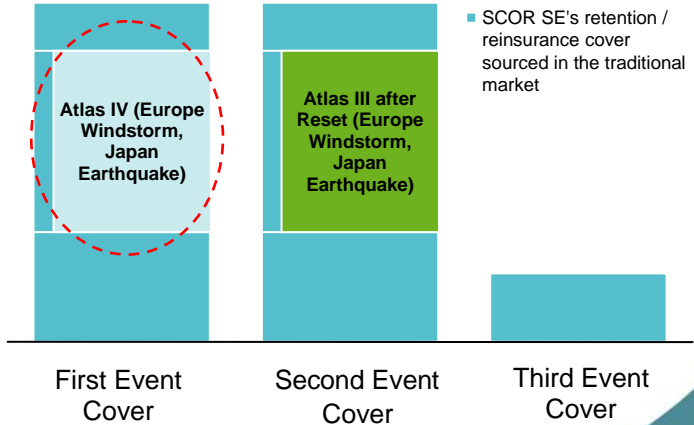 Atlas IV (Europe
Windstorm,
Japan
Earthquake)
Atlas III after
Reset (Europe
Windstorm,
Japan
Earthquake)
SCOR SE's retention /
reinsurance cover
sourced in the traditional
market
First Event
Cover
Second Event
Cover
Third Event
Cover